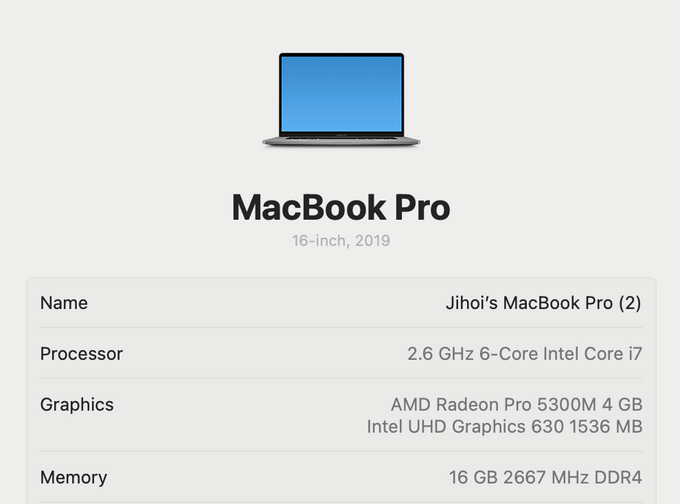 MacBook Pro
16-inch, 2019
Name Jihoi’s MacBook Pro (2)
Processor 2.6 GHz 6-Core Intel Core i7
Graphics AMD Radeon Pro 5300M 4 GB
Intel UHD Graphics 630 1536 MB
Memory 16 GB 2667 MHz DDR4